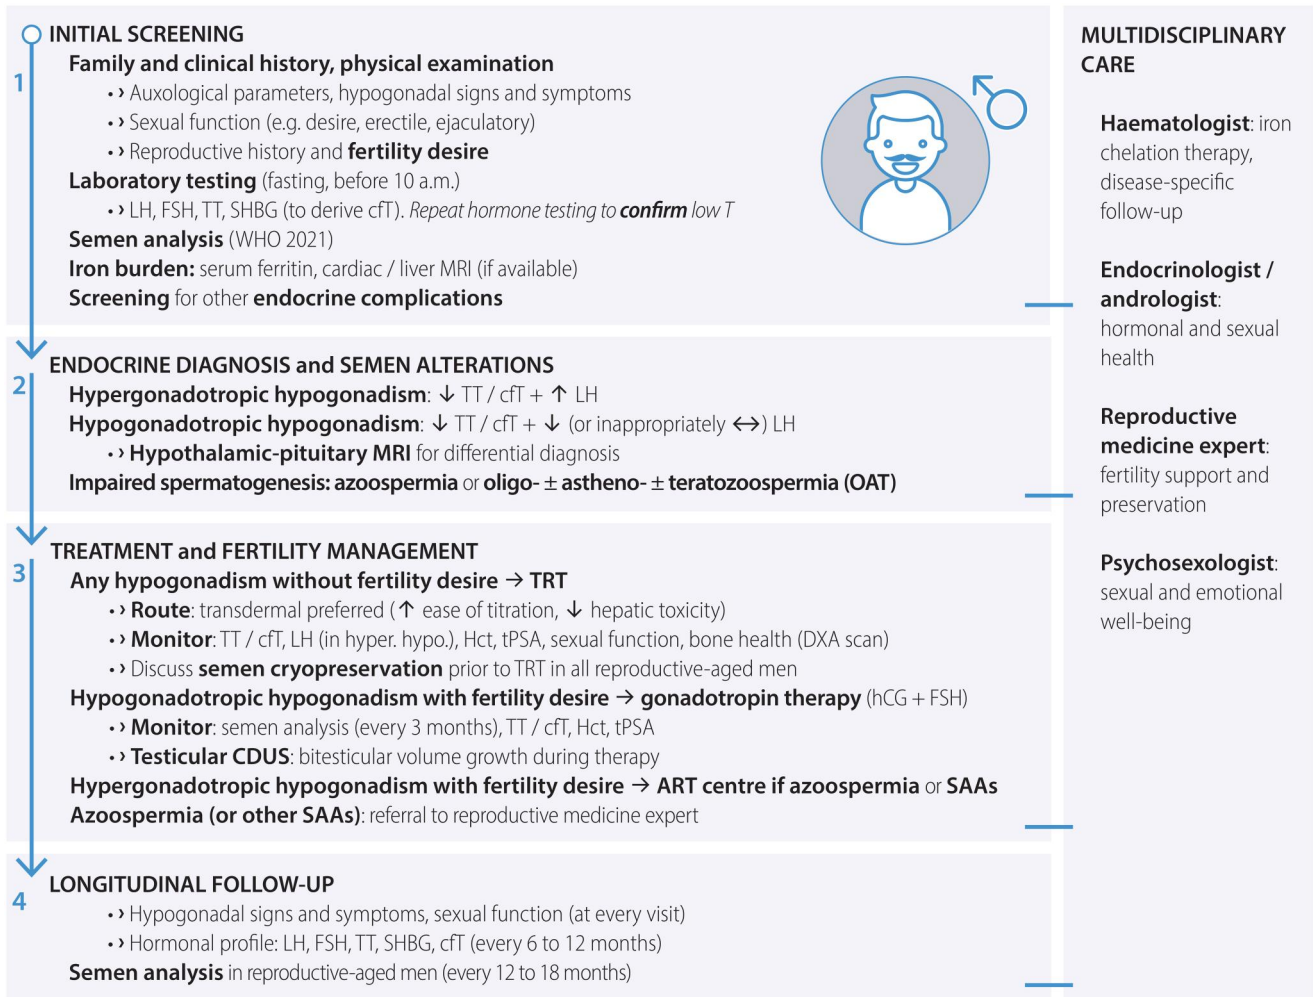 1
INITIAL SCREENING
Family and clinical history, physical examination
• › Auxological parameters, hypogonadal signs and symptoms
• › Sexual function (e.g. desire, erectile, ejaculatory)
• › Reproductive history and fertility desire
Laboratory testing (fasting, before 10 a.m.)
• › LH, FSH, TT, SHBG (to derive cfT). Repeat hormone testing to confirm low T
Semen analysis (WHO 2021)
Iron burden: serum ferritin, cardiac / liver MRI (if available)
Screening for other endocrine complications
2
ENDOCRINE DIAGNOSIS and SEMEN ALTERATIONS
Hypergonadotropic hypogonadism: ↓ TT / cfT + ↑ LH
Hypogonadotropic hypogonadism: ↓ TT / cfT + ↓ (or inappropriately ↔) LH
• › Hypothalamic-pituitary MRI for differential diagnosis
Impaired spermatogenesis: azoospermia or oligo- ± astheno- ± teratozoospermia (OAT)
3
TREATMENT and FERTILITY MANAGEMENT
Any hypogonadism without fertility desire → TRT
• › Route: transdermal preferred (↑ ease of titration, ↓ hepatic toxicity)
• › Monitor: TT / cfT, LH (in hyper. hypo.), Hct, tPSA, sexual function, bone health (DXA scan)
• › Discuss semen cryopreservation prior to TRT in all reproductive-aged men
Hypogonadotropic hypogonadism with fertility desire → gonadotropin therapy (hCG + FSH)
• › Monitor: semen analysis (every 3 months), TT / cfT, Hct, tPSA
• › Testicular CDUS: bitesticular volume growth during therapy
Hypergonadotropic hypogonadism with fertility desire → ART centre if azoospermia or SAAs
Azoospermia (or other SAAs): referral to reproductive medicine expert
4
LONGITUDINAL FOLLOW-UP
• › Hypogonadal signs and symptoms, sexual function (at every visit)
• › Hormonal profile: LH, FSH, TT, SHBG, cfT (every 6 to 12 months)
Semen analysis in reproductive-aged men (every 12 to 18 months)
MULTIDISCIPLINARY
CARE
Haematologist: iron
chelation therapy,
disease-specific
follow-up
Endocrinologist /
andrologist:
hormonal and sexual
health
Reproductive
medicine expert:
fertility support and
preservation
Psychosexologist:
sexual and emotional
well-being